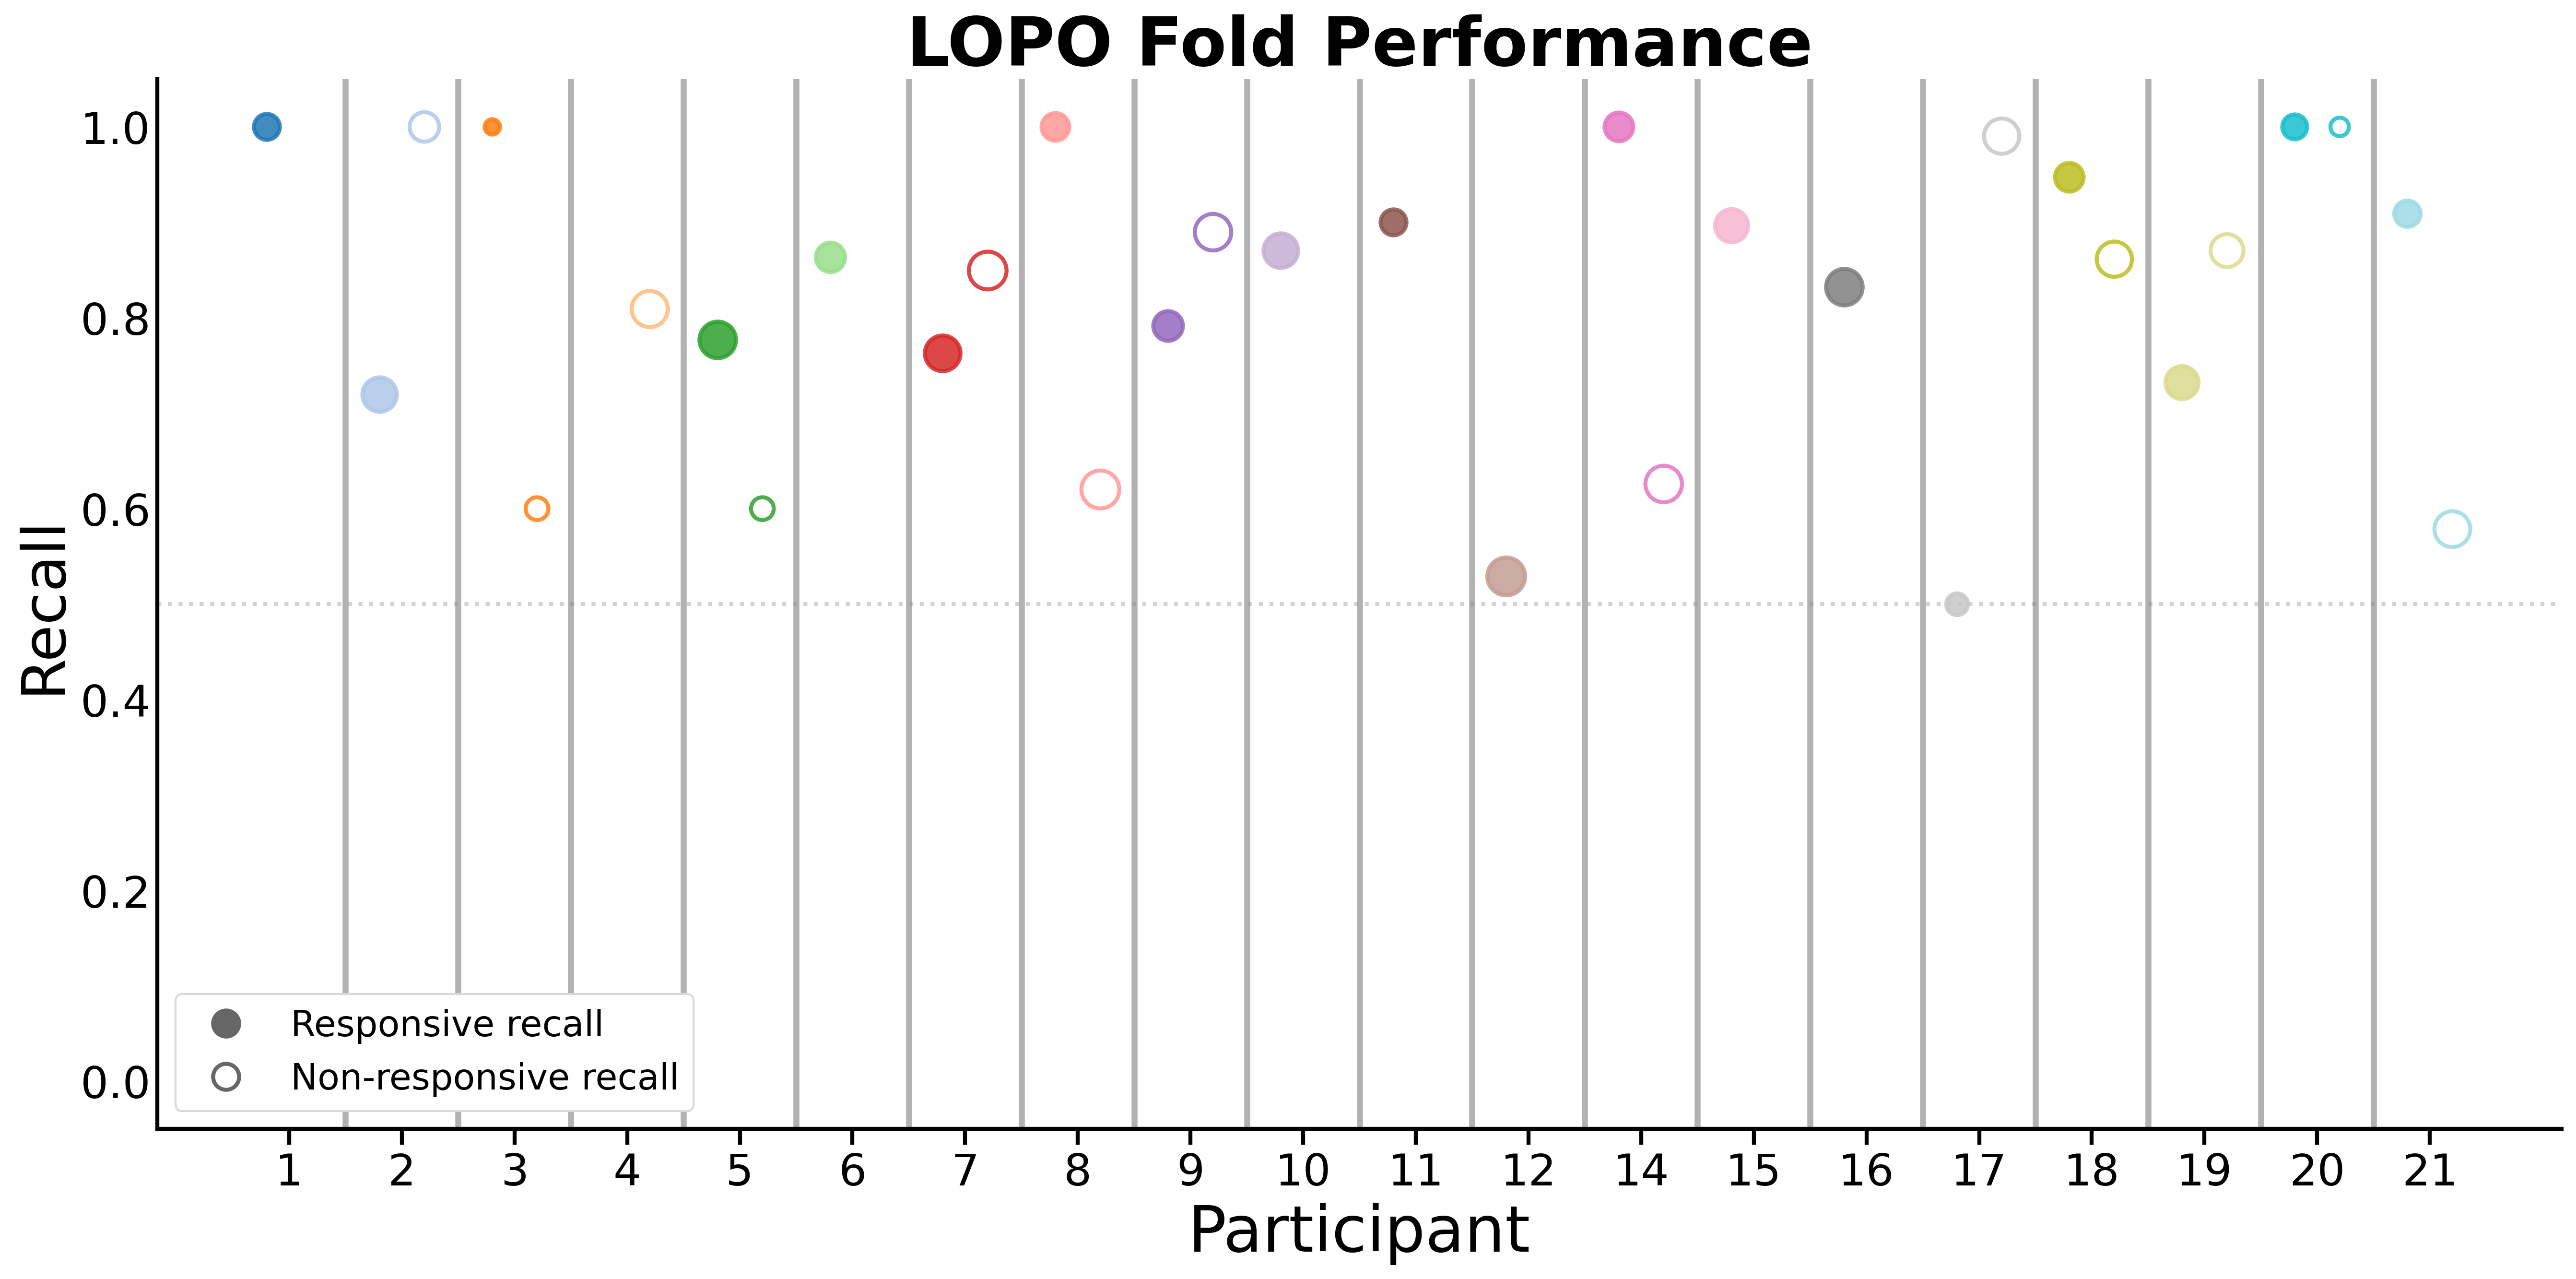 LOPO Fold Performance
Recall
1.0
0.8
0.6
0.4
0.2
0.0
Responsive recall
Non-responsive recall
1 2 3 4 5 6 7 8 9 10 11 12 14 15 16 17 18 19 20 21
Participant